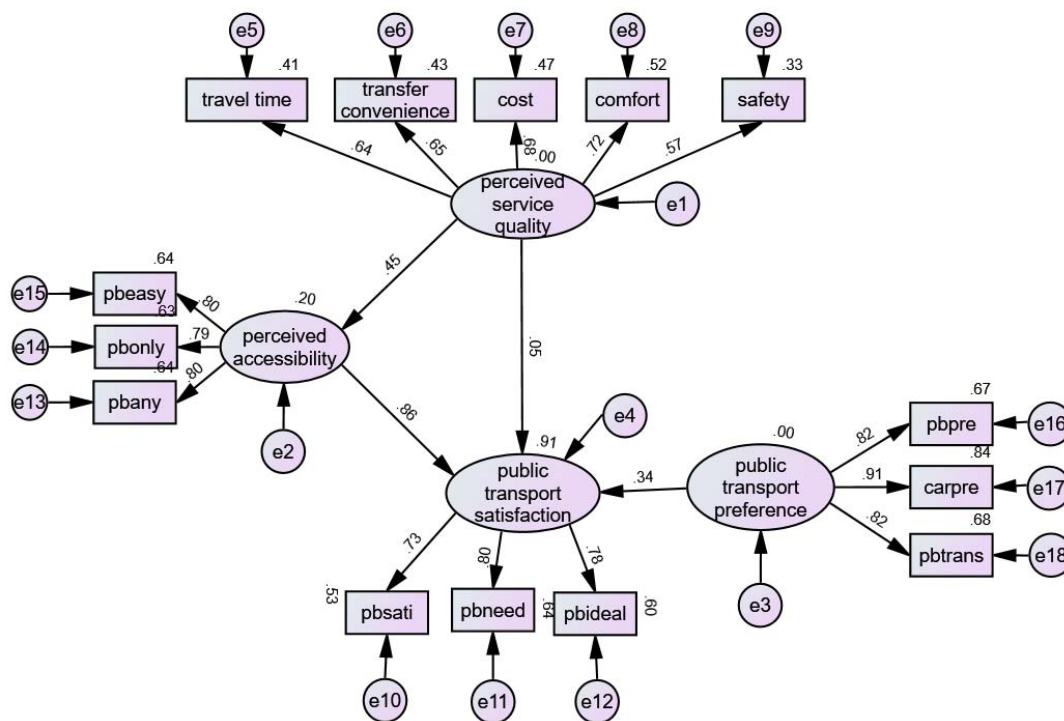 e5
e6
e7
e8
e9
.41
.43
.47
.52
.33
travel time
transfer
convenience
cost
comfort
safety
.64
.65
.68
.00
.72
.57
perceived
service
quality
e1
.45
.05
e15
.64
pbeasy
.80
e14
.63
pbonly
.79
e13
.64
pbany
.80
.20
perceived
accessibility
e2
.86
e4
.91
public
transport
satisfaction
.34
.00
public
transport
preference
e3
.82
.91
.82
.67
pbpre
e16
.84
carpre
e17
.68
pbtrans
e18
.73
.80
.78
.53
pbsati
pbneed
.64
pbideal
.60
e10
e11
e12